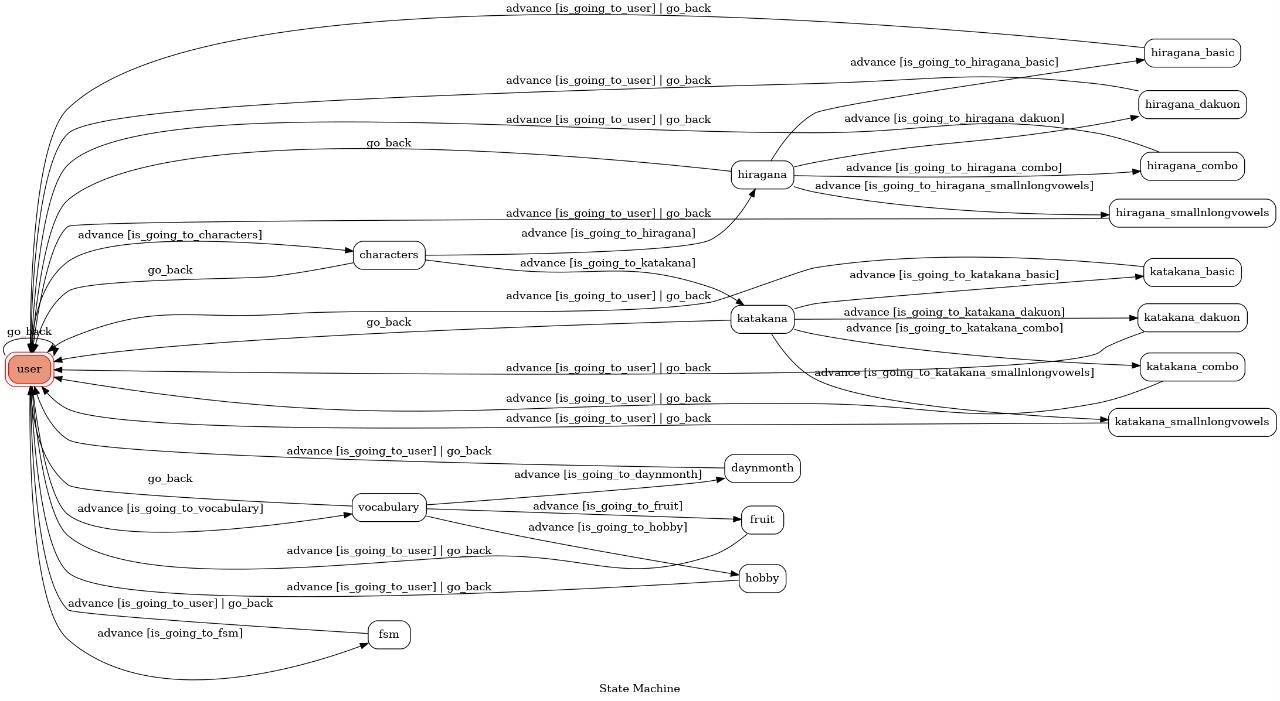 advance [is_going_to_user] | go_back
hiragana_basic
advance [is_going_to_hiragana_basic]
advance [is_going_to_user] | go_back
hiragana_dakuon
advance [is_going_to_user] | go_back
advance [is_going_to_hiragana_dakuon]
go_back
hiragana_combo
advance [is_going_to_hiragana_combo]
hiragana
advance [is_going_to_hiragana_smallnlongvowels]
advance [is_going_to_user] | go_back
hiragana_smallnlongvowels
advance [is_going_to_characters]
advance [is_going_to_hiragana]
characters
advance [is_going_to_katakana]
go_back
advance [is_going_to_katakana_basic]
katakana_basic
advance [is_going_to_user] | go_back
advance [is_going_to_katakana_dakuon]
katakana_dakuon
katakana
go_back
advance [is_going_to_katakana_combo]
go_back
user
advance [is_going_to_user] | go_back
katakana_combo
advance [is_going_to_katakana_smallnlongvowels]
advance [is_going_to_user] | go_back
advance [is_going_to_user] | go_back
katakana_smallnlongvowels
advance [is_going_to_user] | go_back
daynmonth
advance [is_going_to_daynmonth]
go_back
vocabulary
advance [is_going_to_fruit]
advance [is_going_to_vocabulary]
fruit
advance [is_going_to_hobby]
advance [is_going_to_user] | go_back
hobby
advance [is_going_to_user] | go_back
advance [is_going_to_user] | go_back
advance [is_going_to_fsm]
fsm
State Machine